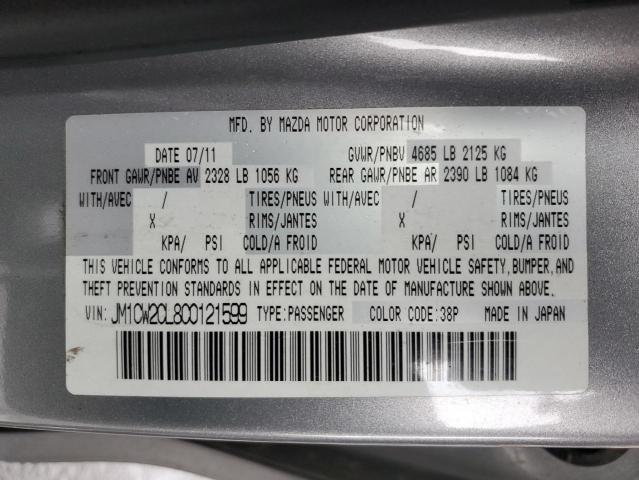 MFD. BY MAZDA MOTOR CORPORATION
DATE 07/11 GVWR/PNBV 4685 LB 2125 KG
FRONT GAWR/PNBE AV 2328 LB 1056 KG REAR GAWR/PNBE AR 2390 LB 1084 KG
WITH/AVEC / TIRES/PNEUS WITH/AVEC / TIRES/PNEUS
X RIMS/JANTES X RIMS/JANTES
KPA/ PSI COLD/A FROID KPA/ PSI COLD/A FROID
THIS VEHICLE CONFORMS TO ALL APPLICABLE FEDERAL MOTOR VEHICLE SAFETY, BUMPER, AND
THEFT PREVENTION STANDARDS IN EFFECT ON THE DATE OF MANUFACTURE SHOWN ABOVE.
VIN: JM1CW2CL8C0121599 TYPE:PASSENGER COLOR CODE:38P MADE IN JAPAN